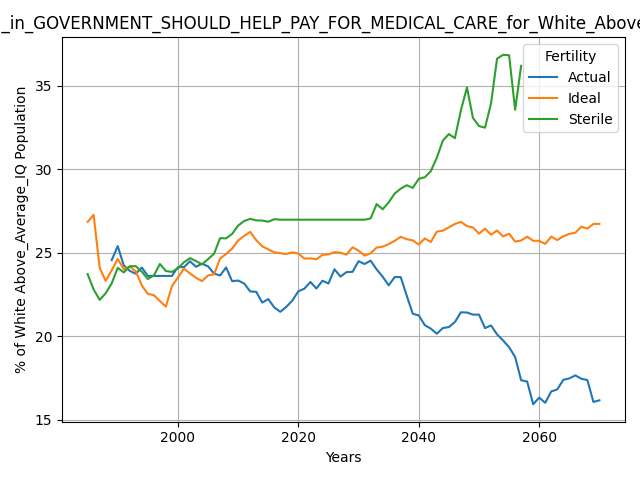 _in_GOVERNMENT_SHOULD_HELP_PAY_FOR_MEDICAL_CARE_for_White_Above
Fertility
Actual
Ideal
Sterile
% of White Above_Average_IQ Population
35
30
25
20
15
2000
2020
2040
2060
Years